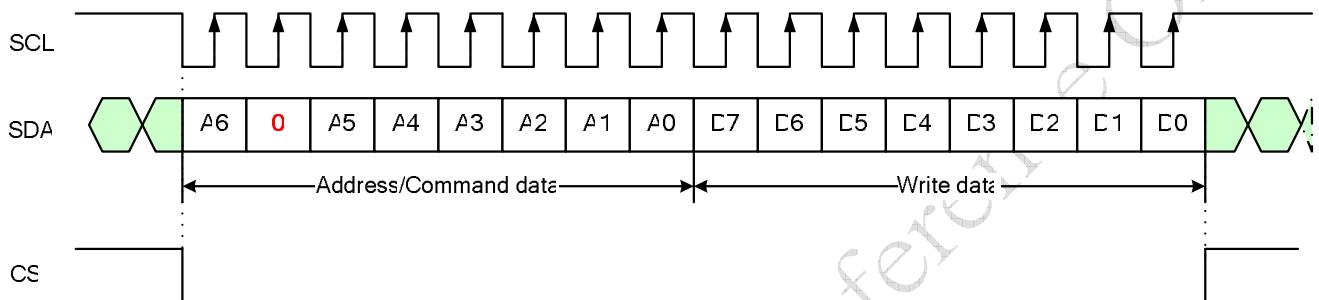 SCL
SDA A6 0 A5 A4 A3 A2 A1 A0 D7 D6 D5 D4 D3 D2 D1 D0
Address/Command data Write data
CS